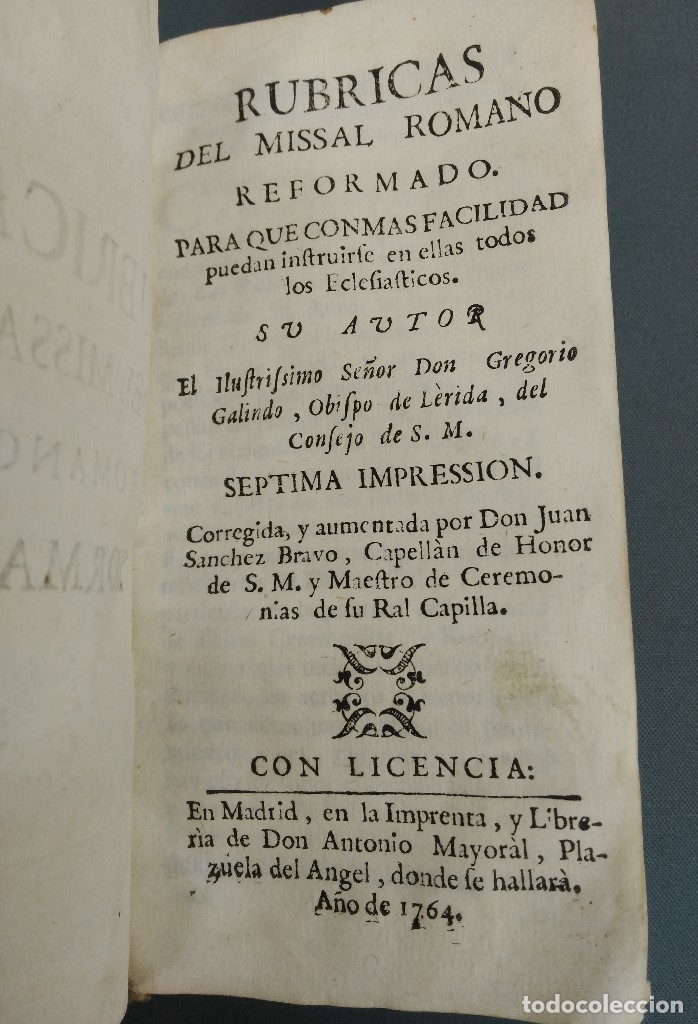 RUBRICAS
DEL MISSAL ROMANO
REFORMADO.
PARA QUE CONMAS FACILIDAD
puedan inſtruirſe en ellas todos
los Ecleſiaſticos.
SV AVTOR
El Iluſtriſsimo Señor Don Gregorio
Galindo, Obiſpo de Lèrida, del
Conſejo de S. M.
SEPTIMA IMPRESSION.
Corregida, y aumentada por Don Juan
Sanchez Bravo, Capellàn de Honor
de S. M. y Maeſtro de Ceremo-
nias de ſu Ral Capilla.
CON LICENCIA:
En Madrid, en la Imprenta, y Libre-
rìa de Don Antonio Mayoràl, Pla-
zuela del Angel, donde ſe hallarà.
Año de 1764.
todocoleccion